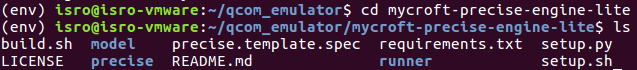 (env) isro@isro-vmware:~/qcom_emulator$ cd mycroft-precise-engine-lite
(env) isro@isro-vmware:~/qcom_emulator/mycroft-precise-engine-lite$ ls
build.sh  model    precise.template.spec  requirements.txt  setup.py
LICENSE   precise  README.md              runner            setup.sh